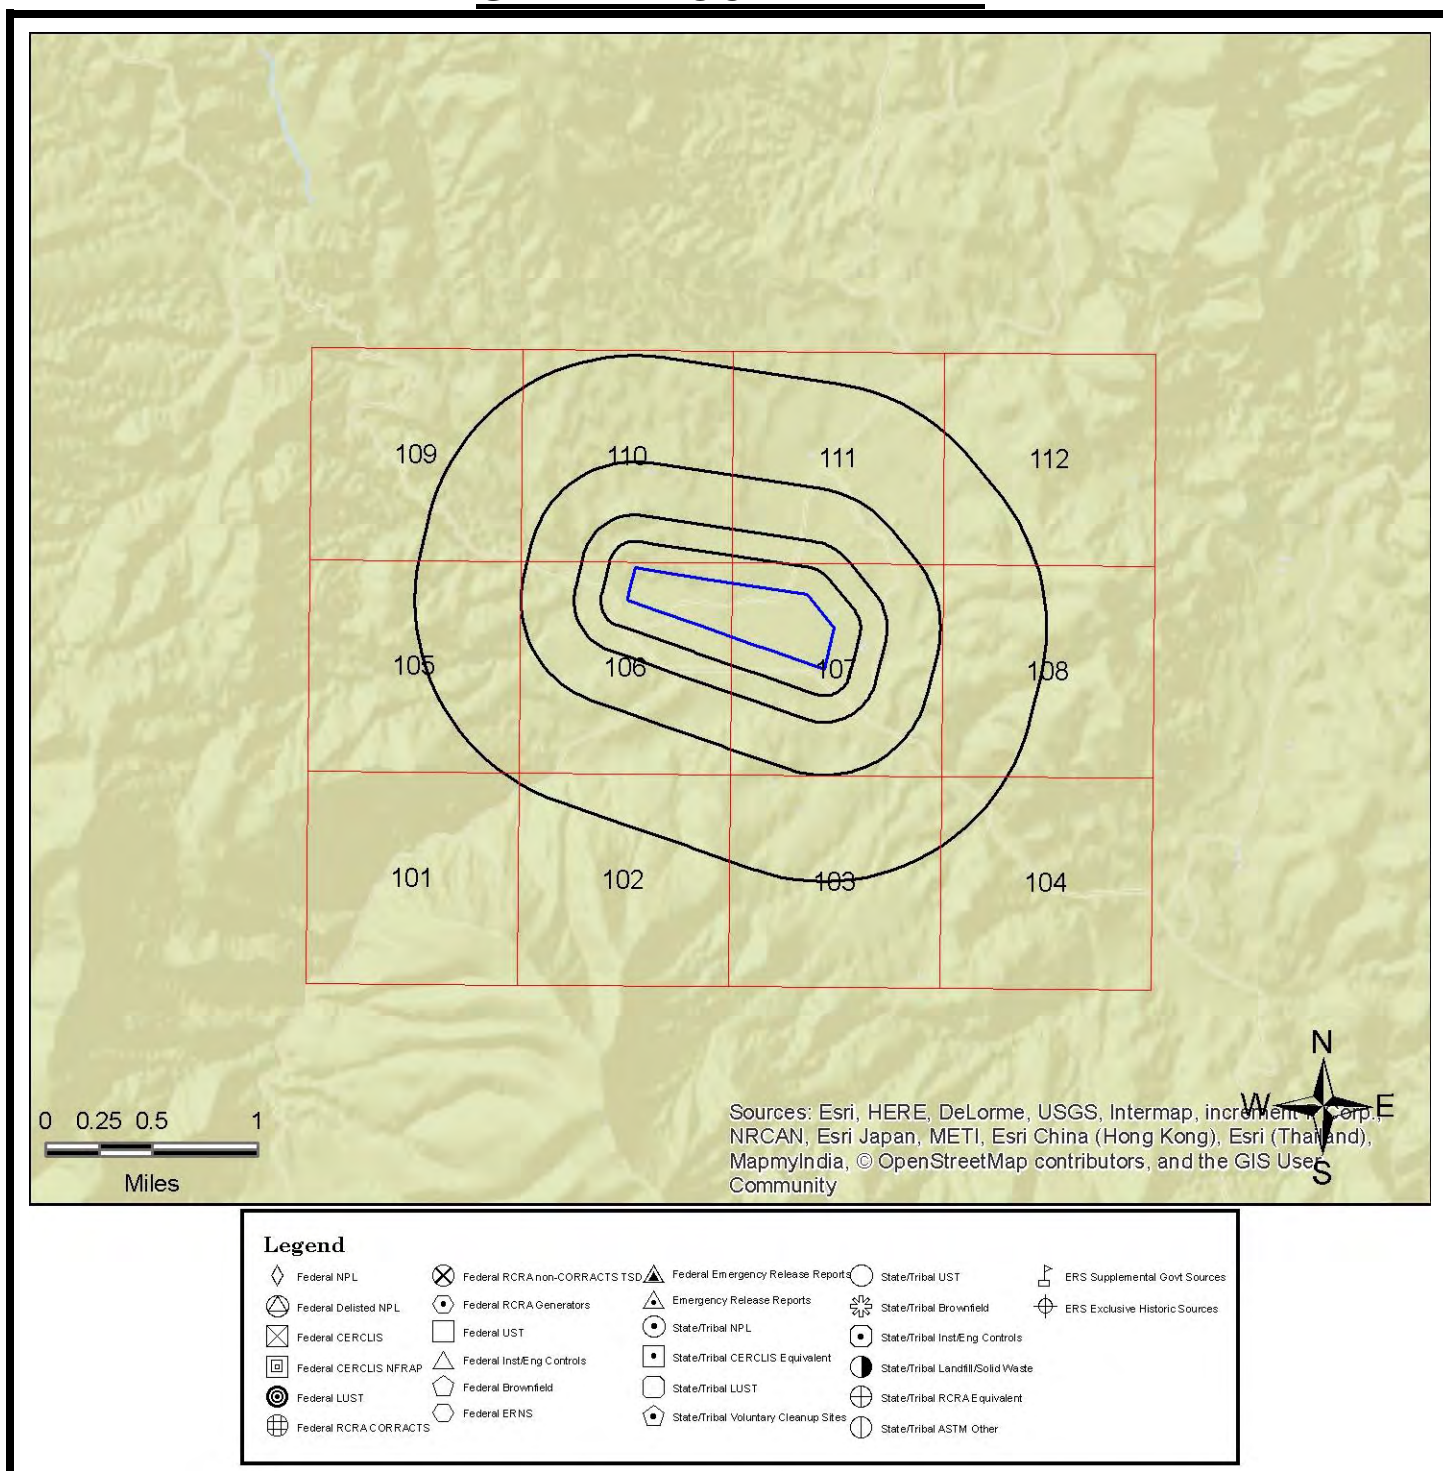 109
110
111
112
105
106
107
108
101
102
103
104
0 0.25 0.5 1
Miles
N
W E
S
Sources: Esri, HERE, DeLorme, USGS, Intermap, increment P Corp.,
NRCAN, Esri Japan, METI, Esri China (Hong Kong), Esri (Thailand),
MapmyIndia, © OpenStreetMap contributors, and the GIS User
Community
Legend
Federal NPL
Federal Delisted NPL
Federal CERCLIS
Federal CERCLIS NFRAP
Federal LUST
Federal RCRA CORRACTS
Federal RCRA non-CORRACTS TSD
Federal RCRA Generators
Federal UST
Federal Inst/Eng Controls
Federal Brownfield
Federal ERNS
Federal Emergency Release Reports
Emergency Release Reports
State/Tribal NPL
State/Tribal CERCLIS Equivalent
State/Tribal LUST
State/Tribal Voluntary Cleanup Sites
State/Tribal UST
State/Tribal Brownfield
State/Tribal Inst/Eng Controls
State/Tribal Landfill/Solid Waste
State/Tribal RCRA Equivalent
State/Tribal ASTM Other
ERS Supplemental Govt Sources
ERS Exclusive Historic Sources